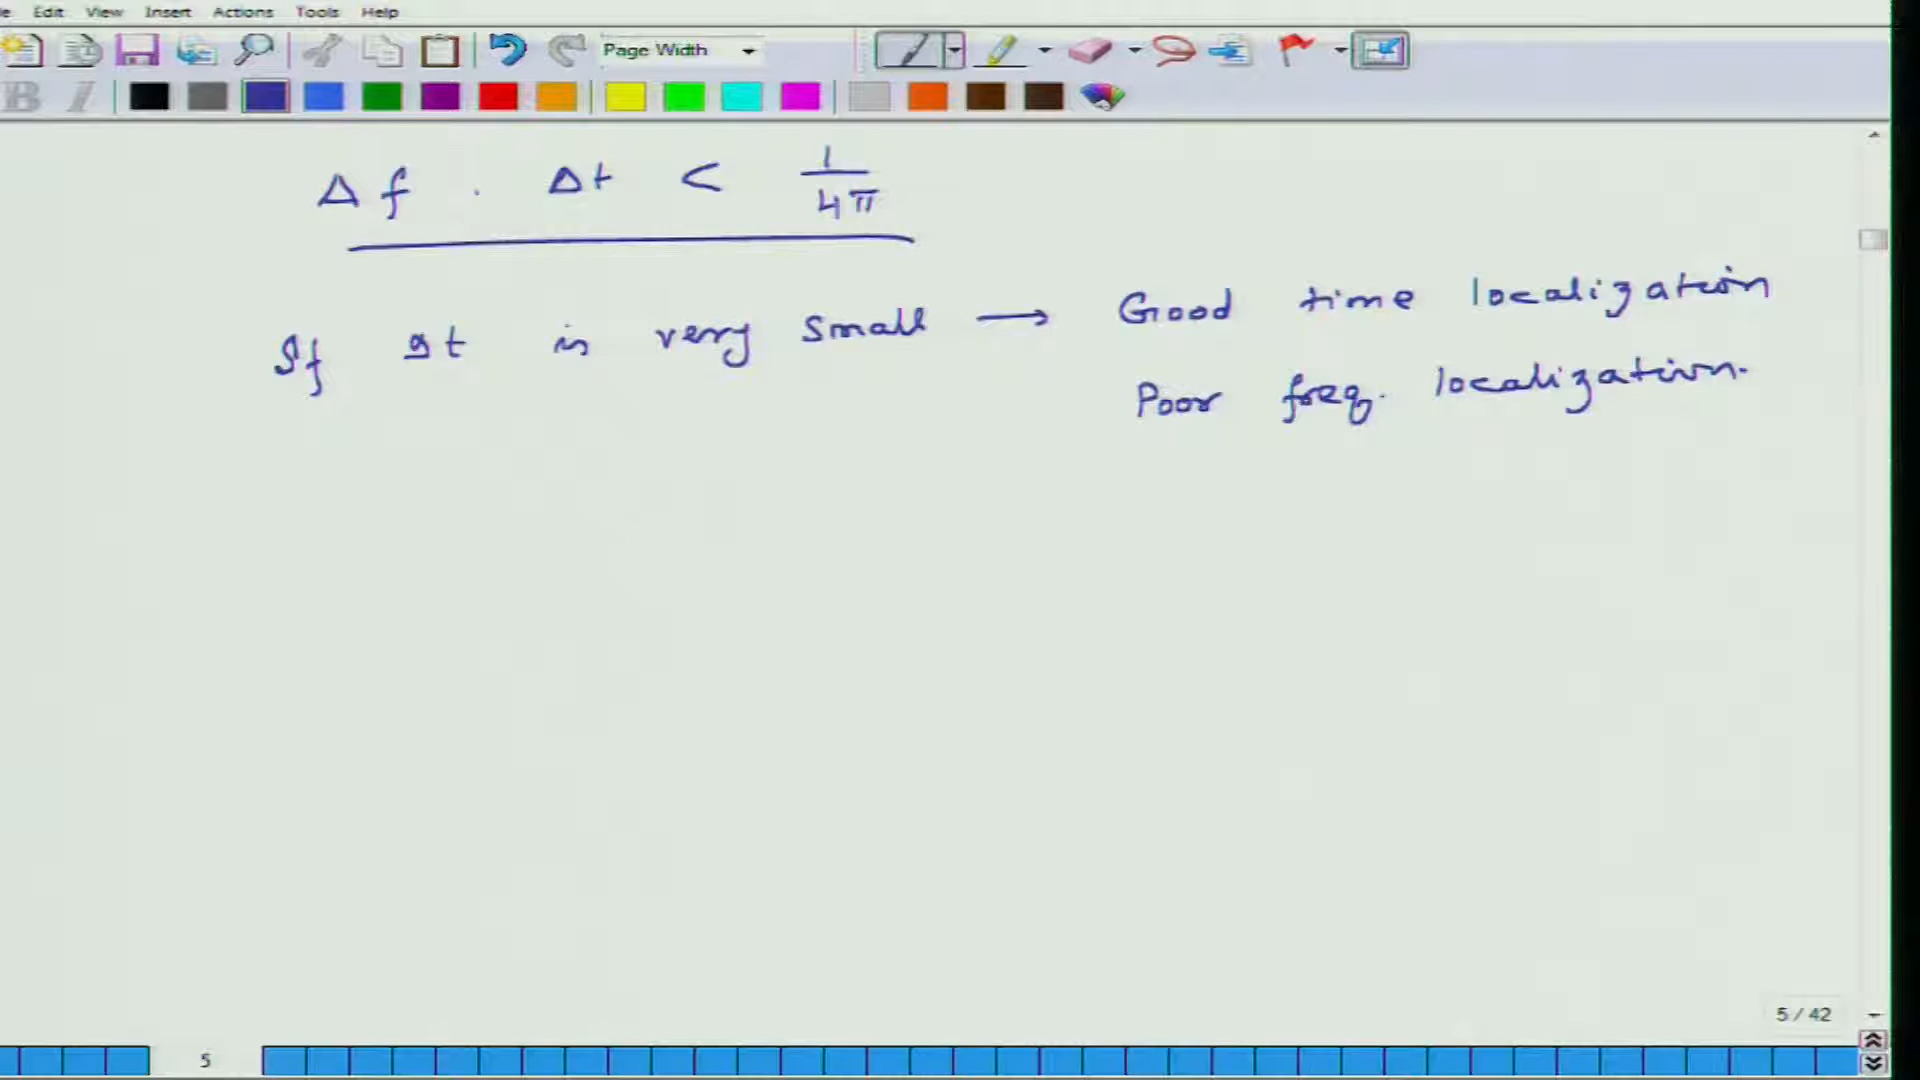 Edit View Insert Actions Tools Help
Page Width
B I
Δf . Δt < 1/4π
If Δt is very small → Good time localization
Poor freq. localization.
5 / 42
5